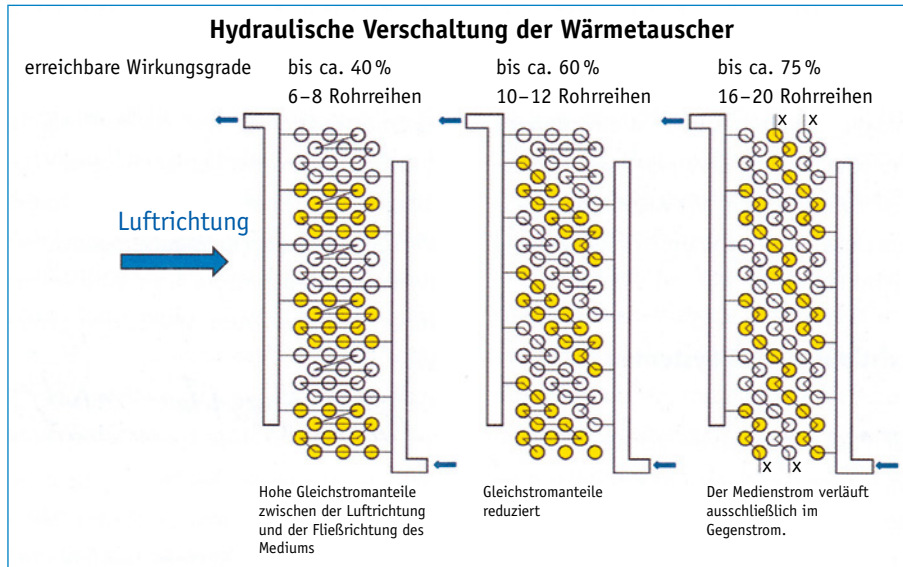 Hydraulische Verschaltung der Wärmetauscher
erreichbare Wirkungsgrade
bis ca. 40 %
bis ca. 60 %
bis ca. 75 %
6–8 Rohrreihen
10–12 Rohrreihen
16–20 Rohrreihen
x
x
Luftrichtung
x
x
Hohe Gleichstromanteile
zwischen der Luftrichtung
und der Fließrichtung des
Mediums
Gleichstromanteile
reduziert
Der Medienstrom verläuft
ausschließlich im
Gegenstrom.